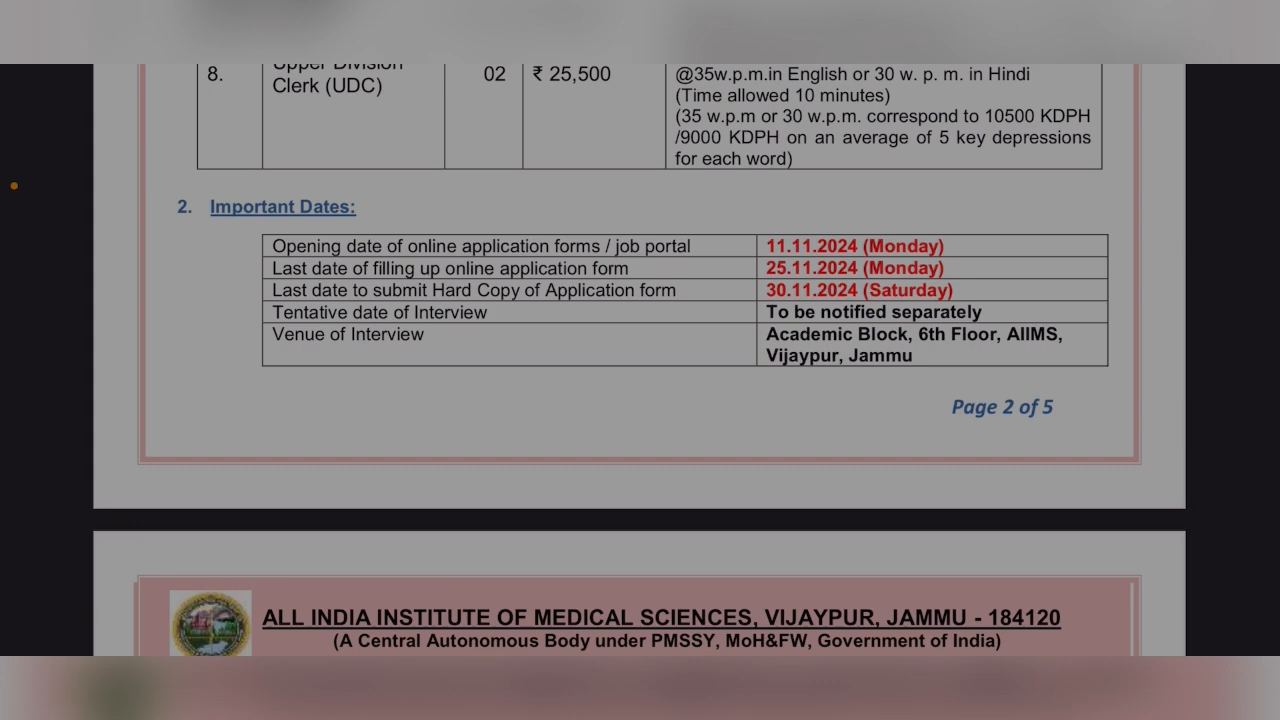 Upper Division
8.
Clerk (UDC)
02
₹ 25,500
@35w.p.m.in English or 30 w. p. m. in Hindi
(Time allowed 10 minutes)
(35 w.p.m or 30 w.p.m. correspond to 10500 KDPH
/9000 KDPH on an average of 5 key depressions
for each word)
2. Important Dates:
Opening date of online application forms / job portal 11.11.2024 (Monday)
Last date of filling up online application form 25.11.2024 (Monday)
Last date to submit Hard Copy of Application form 30.11.2024 (Saturday)
Tentative date of Interview To be notified separately
Venue of Interview Academic Block, 6th Floor, AIIMS,
Vijaypur, Jammu
Page 2 of 5
ALL INDIA INSTITUTE OF MEDICAL SCIENCES, VIJAYPUR, JAMMU - 184120
(A Central Autonomous Body under PMSSY, MoH&FW, Government of India)